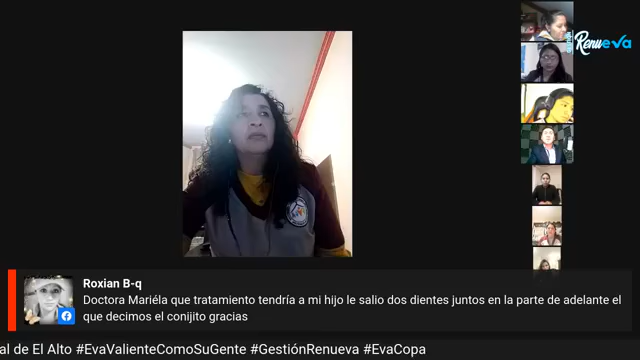 Renueva
Roxian B-q
Doctora Mariéla que tratamiento tendría a mi hijo le salio dos dientes juntos en la parte de adelante el
que decimos el conijito gracias
al de El Alto #EvaValienteComoSuGente #GestiónRenueva #EvaCopa